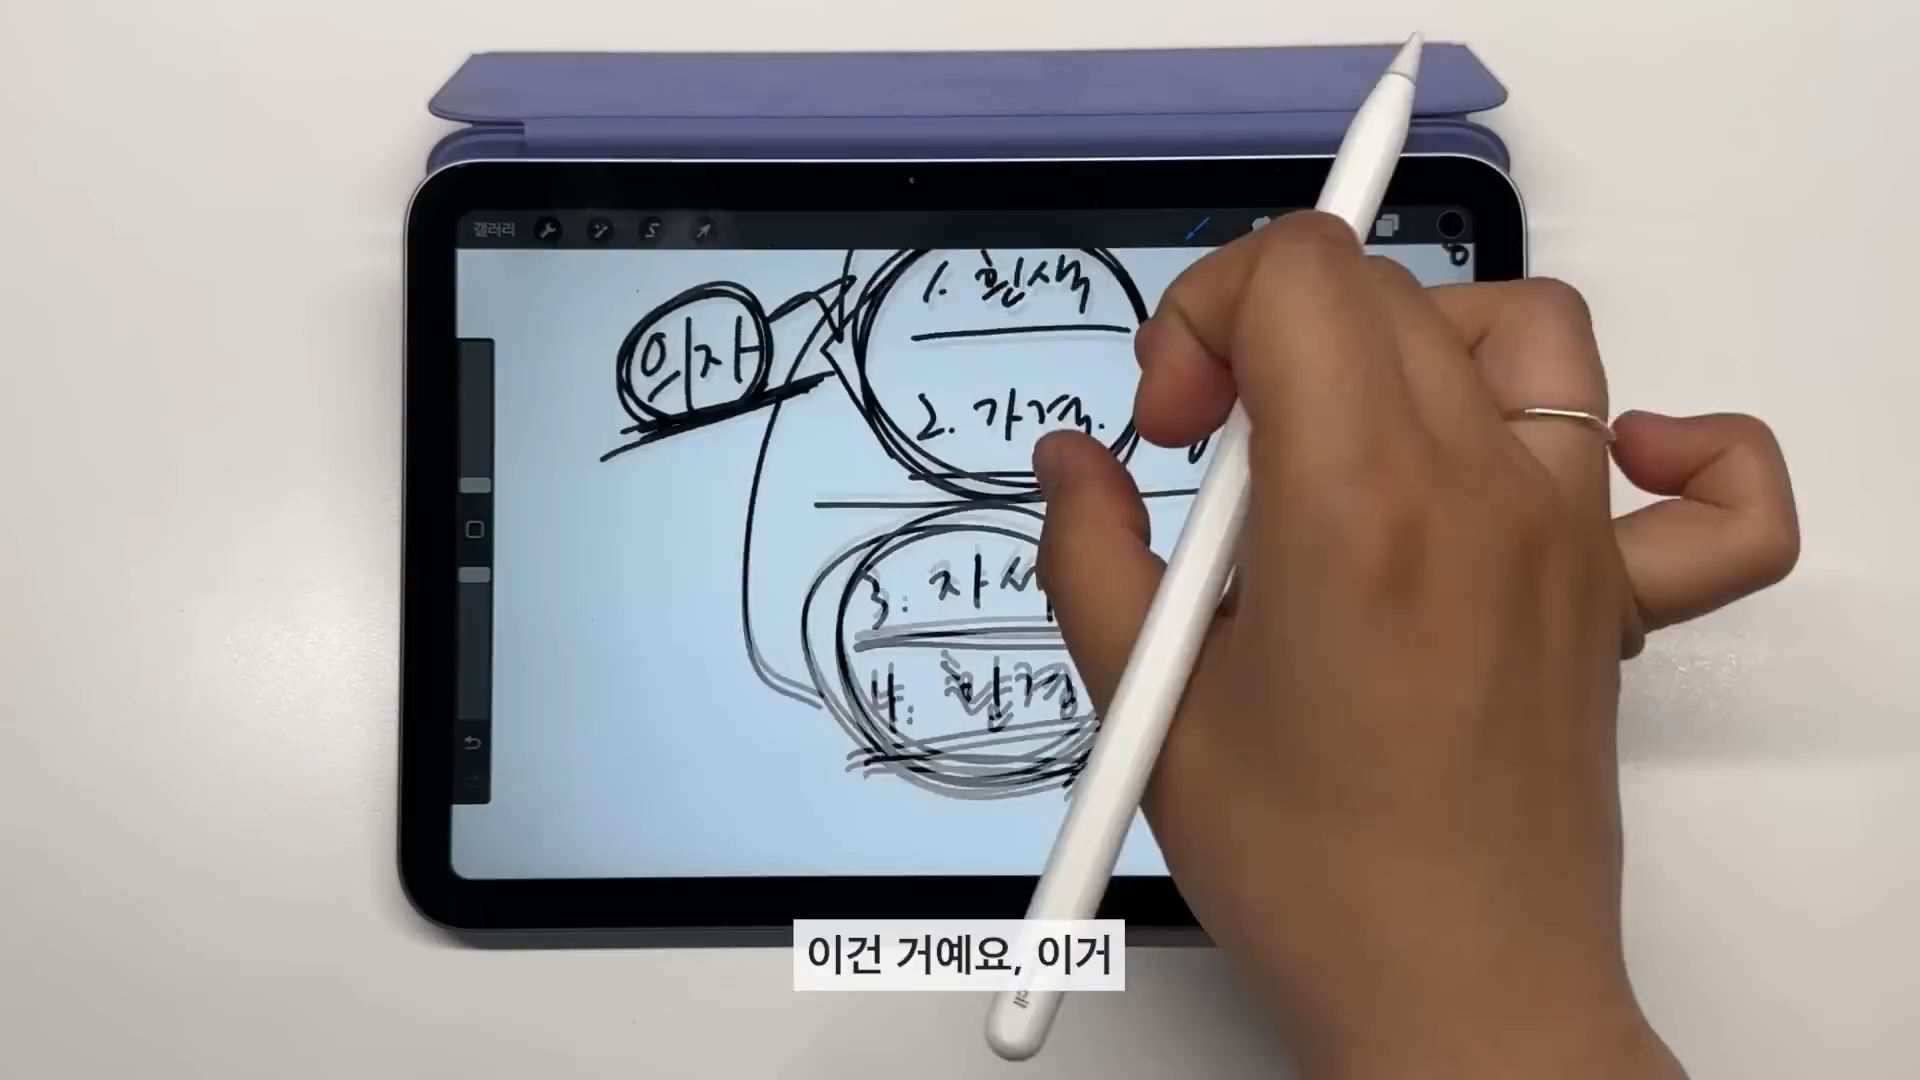 갤러리
1. 흰색
의자
2. 가격.
3. 자세
4. 환경
이건 거예요, 이거